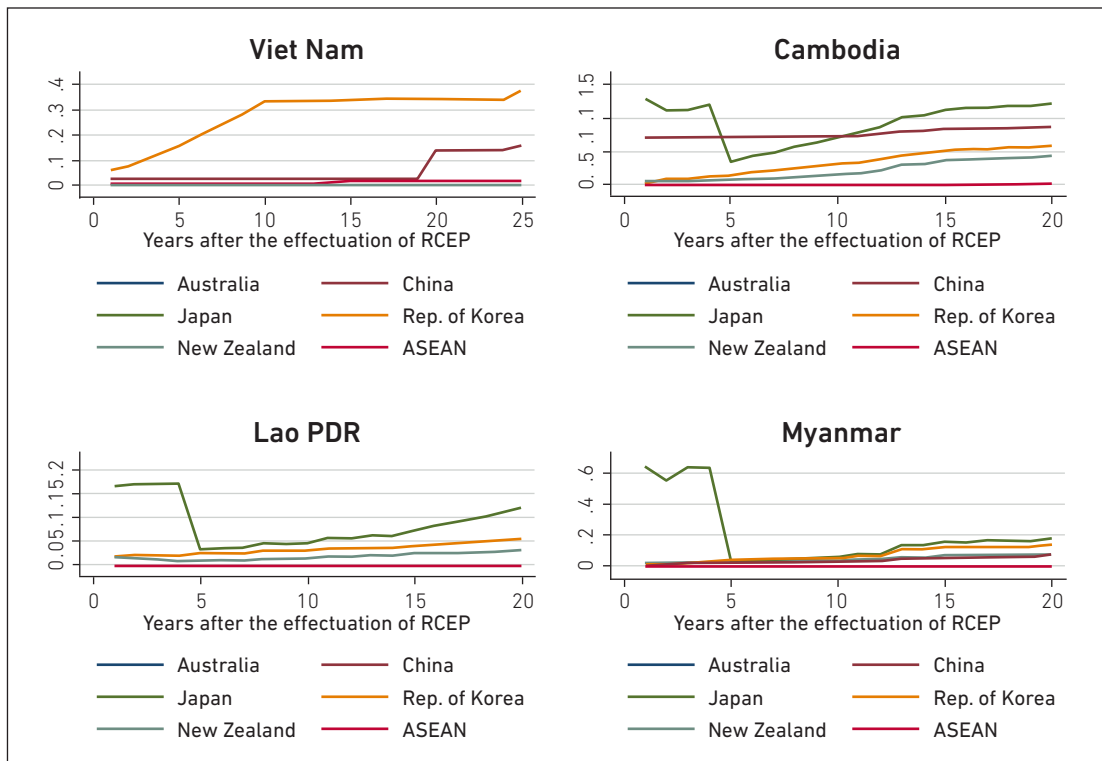 Viet Nam
.4
.3
.2
.1
0
0 5 10 15 20 25
Years after the effectuation of RCEP
Australia China
Japan Rep. of Korea
New Zealand ASEAN
Cambodia
0 .5 .1 1.5
0 5 10 15 20
Years after the effectuation of RCEP
Australia China
Japan Rep. of Korea
New Zealand ASEAN
Lao PDR
0.05.1.15.2
0 5 10 15 20
Years after the effectuation of RCEP
Australia China
Japan Rep. of Korea
New Zealand ASEAN
Myanmar
.6
.4
.2
0
0 5 10 15 20
Years after the effectuation of RCEP
Australia China
Japan Rep. of Korea
New Zealand ASEAN